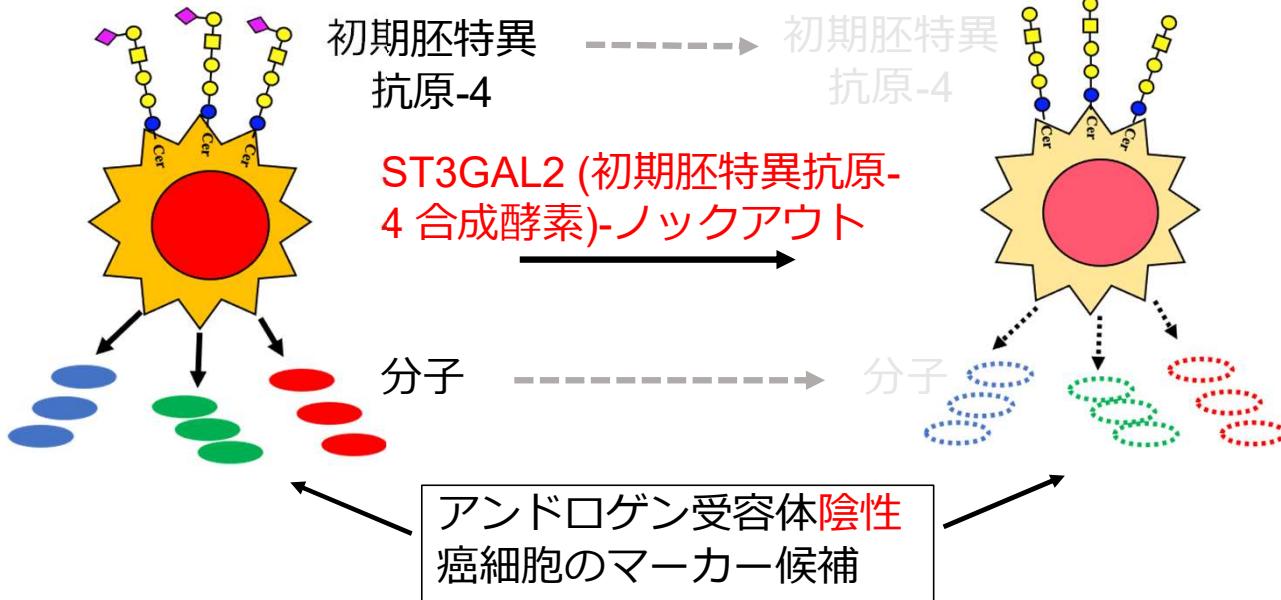 初期胚特異
抗原-4
初期胚特異
抗原-4
Cer
Cer
Cer
Cer
Cer
Cer
ST3GAL2 (初期胚特異抗原-
4 合成酵素)-ノックアウト
分子
分子
アンドロゲン受容体陰性
癌細胞のマーカー候補